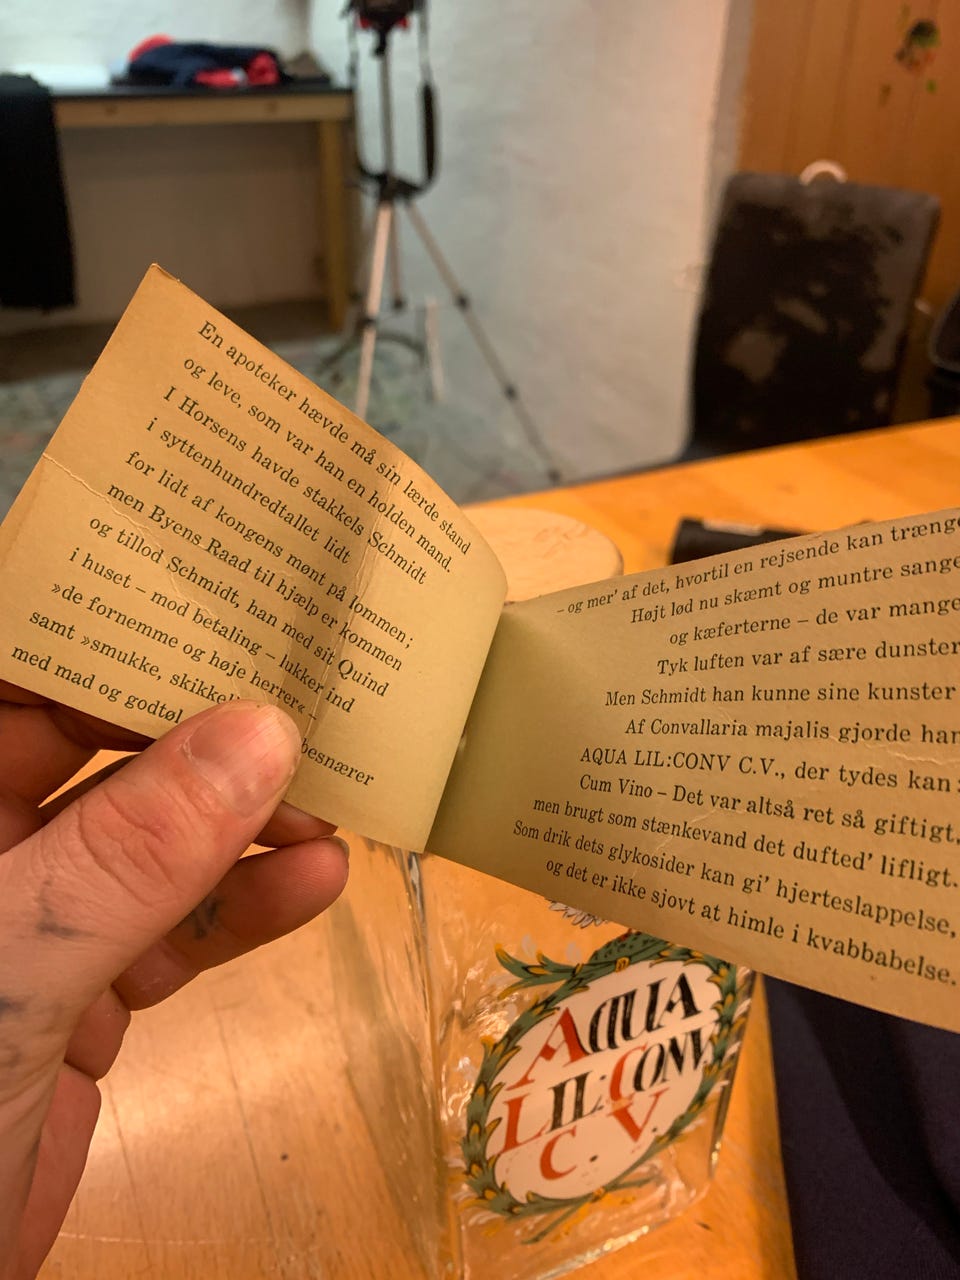 En apoteker hævde må sin lærde stand
og leve, som var han en holden mand.
I Horsens havde stakkels Schmidt
i syttenhundredtallet lidt
for lidt af kongens mønt på lommen;
men Byens Raad til hjælp er kommen
og tillod Schmidt, han med sit Quind
i huset – mod betaling – lukker ind
»de fornemme og høje herrer« –
samt »smukke,
med mad og godtøl besnærer
– og mer' af det, hvortil en rejsende kan trænge
Højt lød nu skæmt og muntre sange
og kæferterne – de var mange
Tyk luften var af sære dunster
Men Schmidt han kunne sine kunster
Af Convallaria majalis gjorde han
AQUA LIL:CONV C.V., der tydes kan
Cum Vino – Det var altså ret så giftigt,
men brugt som stænkevand det dufted' lifligt.
Som drik dets glykosider kan gi' hjerteslappelse,
og det er ikke sjovt at himle i kvabbabelse.
AQUA
LIL:CONV
C. V.